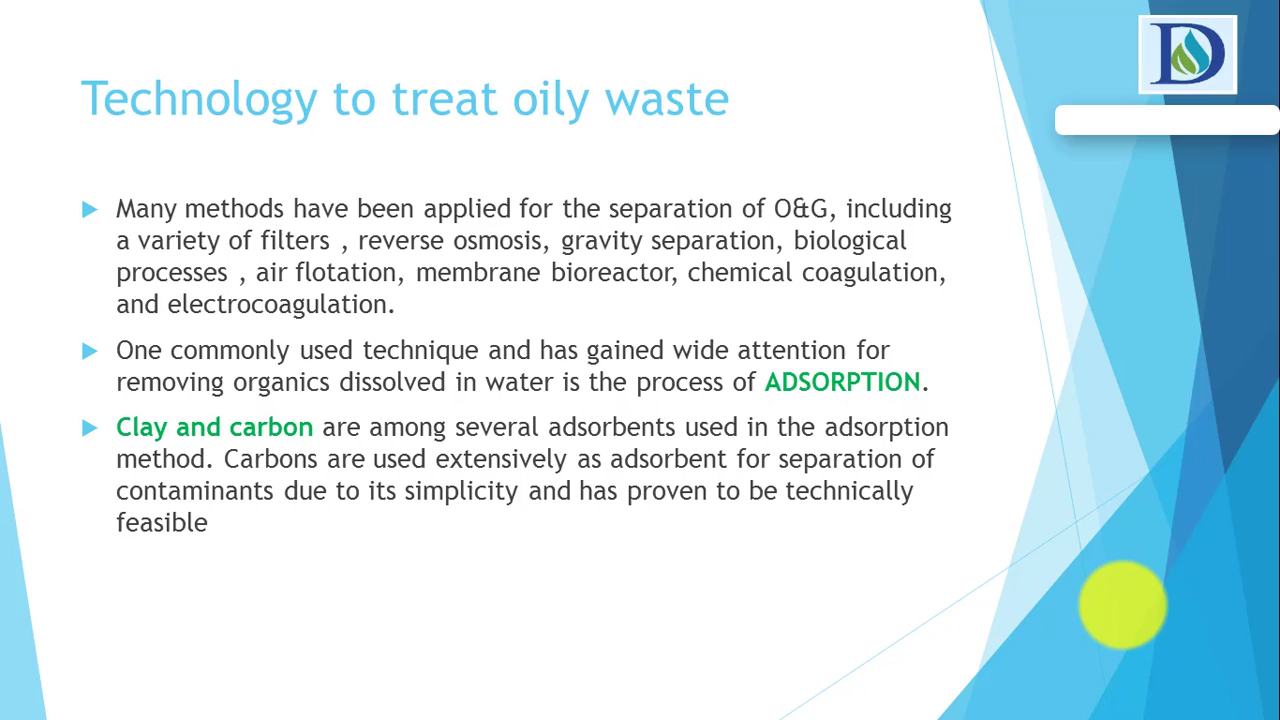 Technology to treat oily waste
Many methods have been applied for the separation of O&G, including
a variety of filters , reverse osmosis, gravity separation, biological
processes , air flotation, membrane bioreactor, chemical coagulation,
and electrocoagulation.
One commonly used technique and has gained wide attention for
removing organics dissolved in water is the process of ADSORPTION.
Clay and carbon are among several adsorbents used in the adsorption
method. Carbons are used extensively as adsorbent for separation of
contaminants due to its simplicity and has proven to be technically
feasible
D